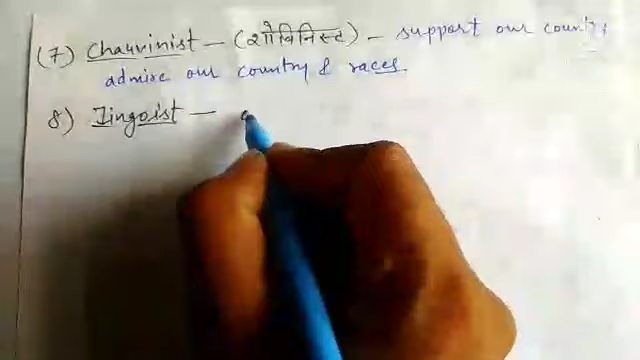 (7) Chauvinist – (शौविनिस्ट) – support our country
admire our country & races.
8) Jingoist –